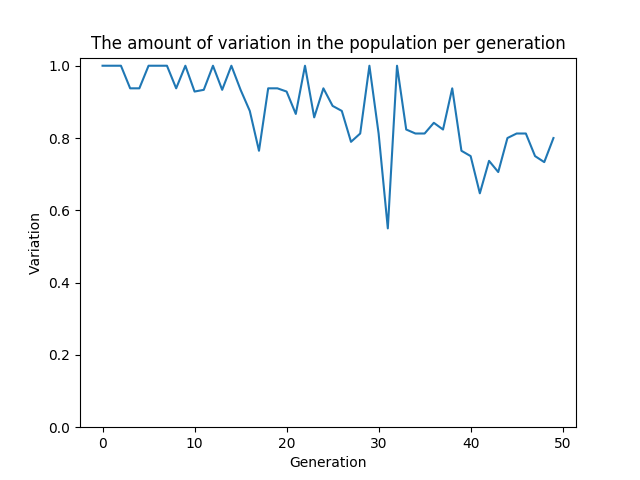 The amount of variation in the population per generation
1.0
0.8
0.6
0.4
0.2
0.0
Variation
0 10 20 30 40 50
Generation